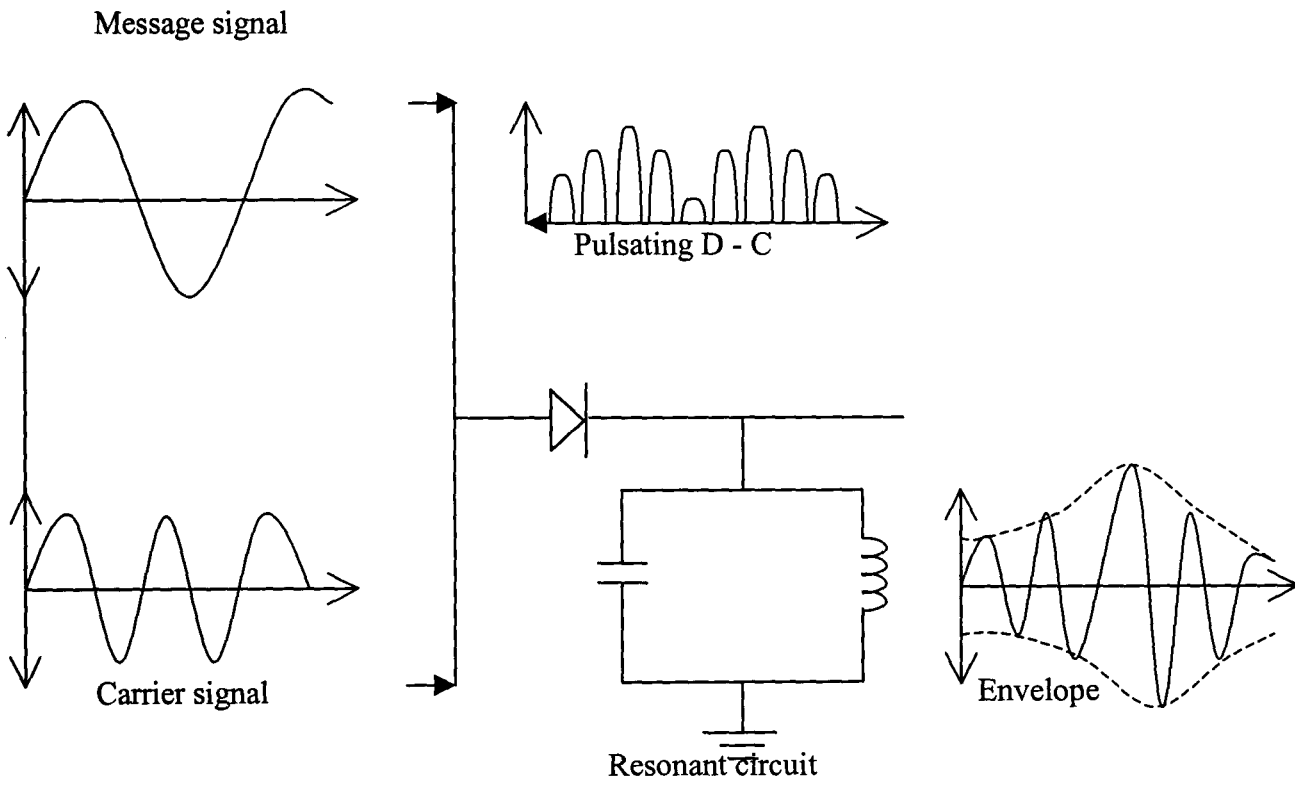 Message signal
Pulsating D - C
Carrier signal
Envelope
Resonant circuit